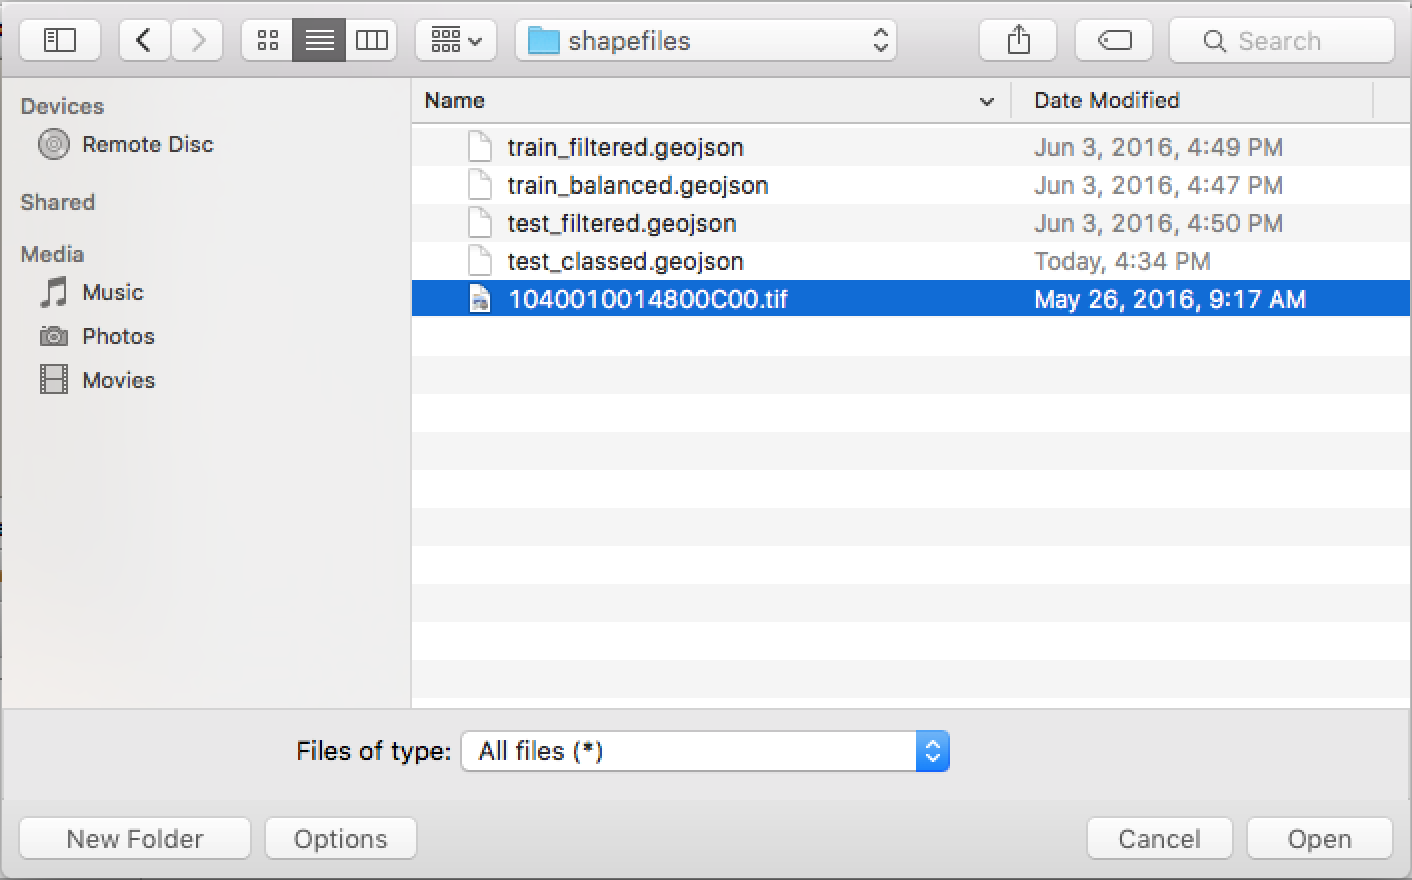 shapefiles
Search
Devices
Remote Disc
Shared
Media
Music
Photos
Movies
Name Date Modified
train_filtered.geojson Jun 3, 2016, 4:49 PM
train_balanced.geojson Jun 3, 2016, 4:47 PM
test_filtered.geojson Jun 3, 2016, 4:50 PM
test_classed.geojson Today, 4:34 PM
1040010014800C00.tif May 26, 2016, 9:17 AM
Files of type: All files (*)
New Folder Options Cancel Open